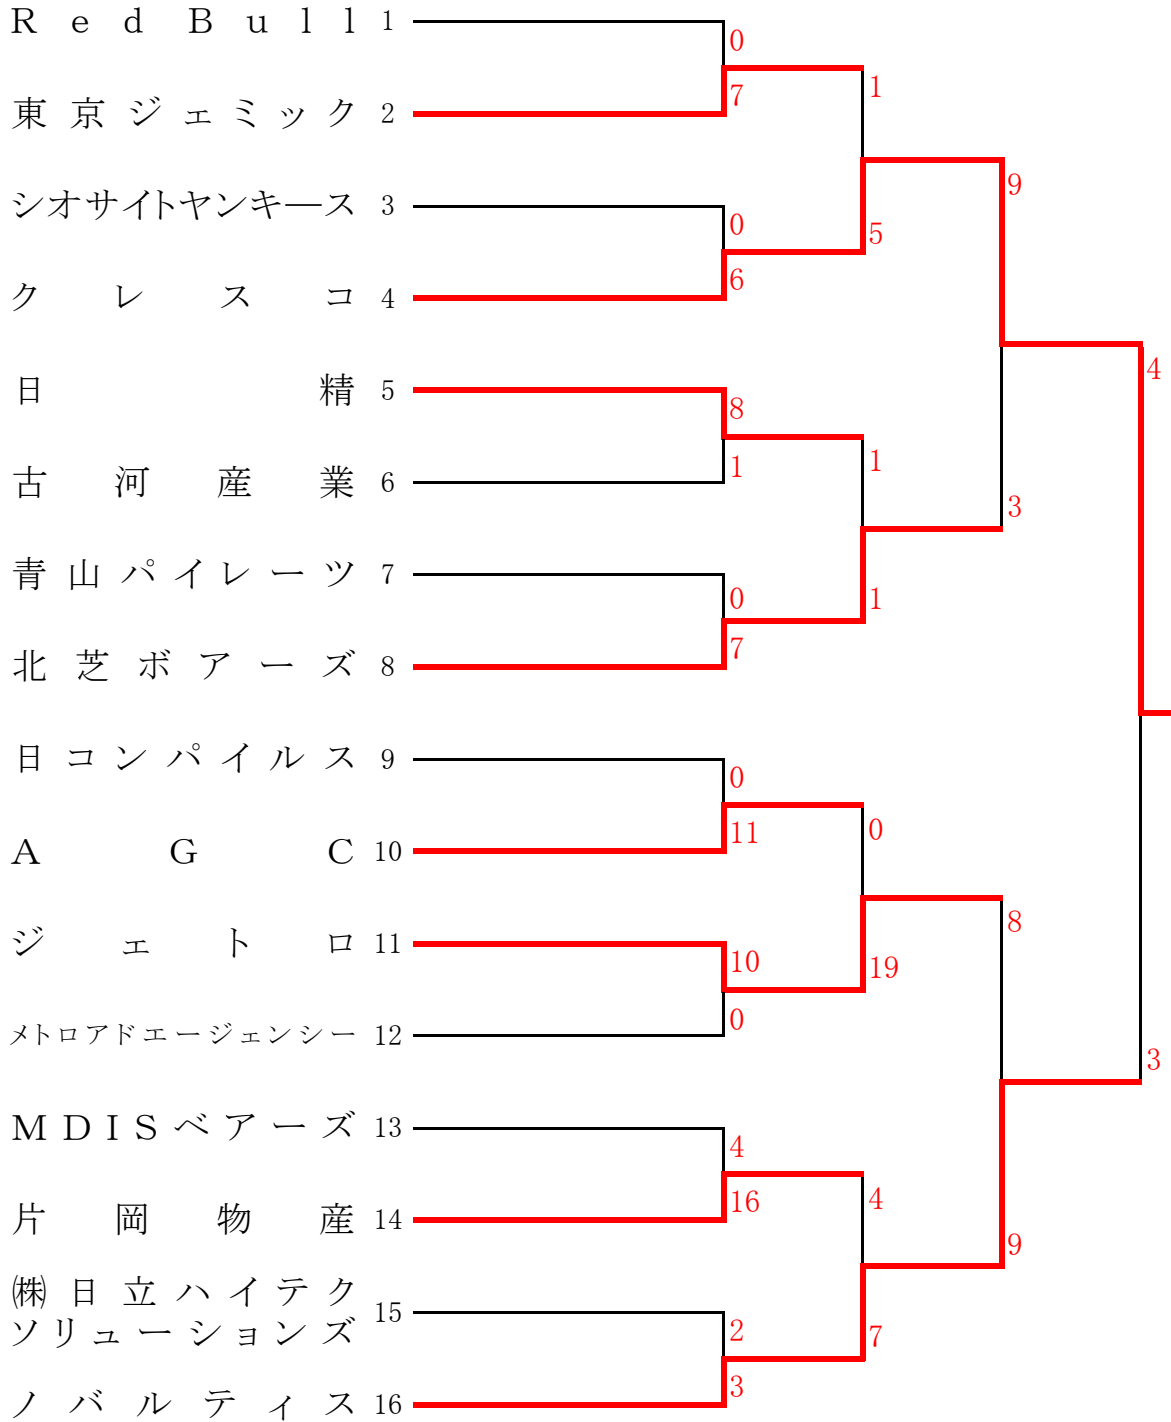 Red Bull 1
0
1
7
東京ジェミック 2
9
シオサイトヤンキ―ス 3
0
5
6
クレスコ 4
4
日精 5
8
1
1
古河産業 6
3
青山パイレーツ 7
0
1
7
北芝ボアーズ 8
日コンパイルス 9
0
0
11
AGC 10
8
ジェトロ 11
10
19
0
メトロアドエージェンシー 12
3
MDISベアーズ 13
4
4
16
片岡物産 14
9
㈱日立ハイテク
ソリューションズ 15
2
7
3
ノバルティス 16